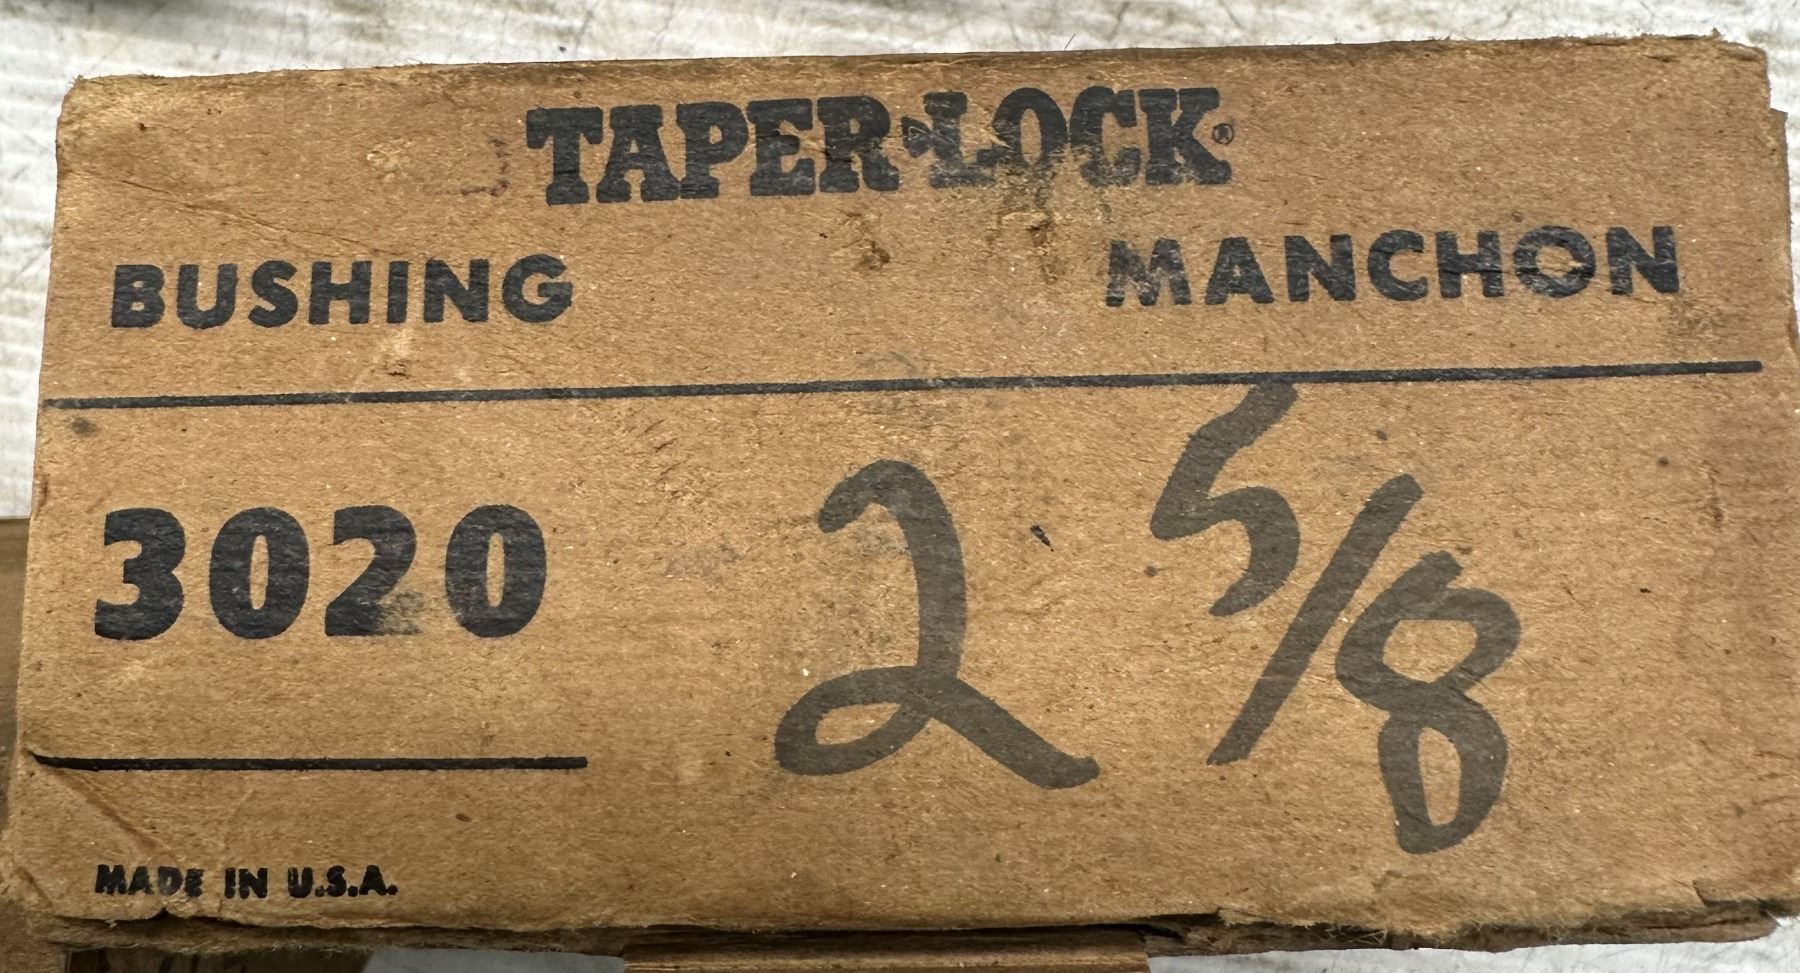 TAPER-LOCK®
BUSHING MANCHON
3020 2 5/8
MADE IN U.S.A.